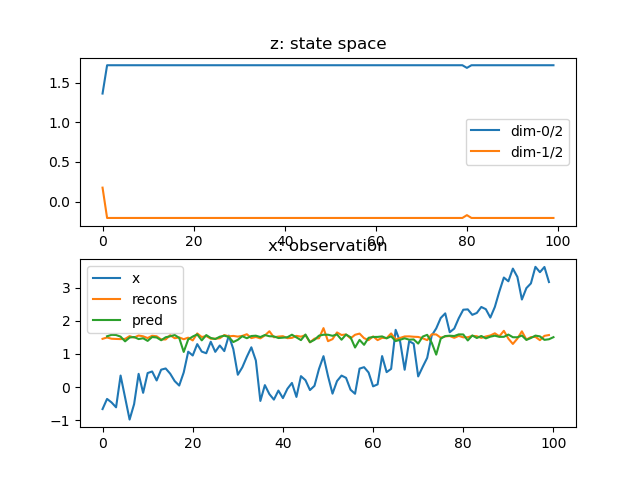 z: state space
1.5
1.0
0.5
0.0
dim-0/2
dim-1/2
0 20 40 60 80 100
x: observation
x
recons
pred
3
2
1
0
−1
0 20 40 60 80 100